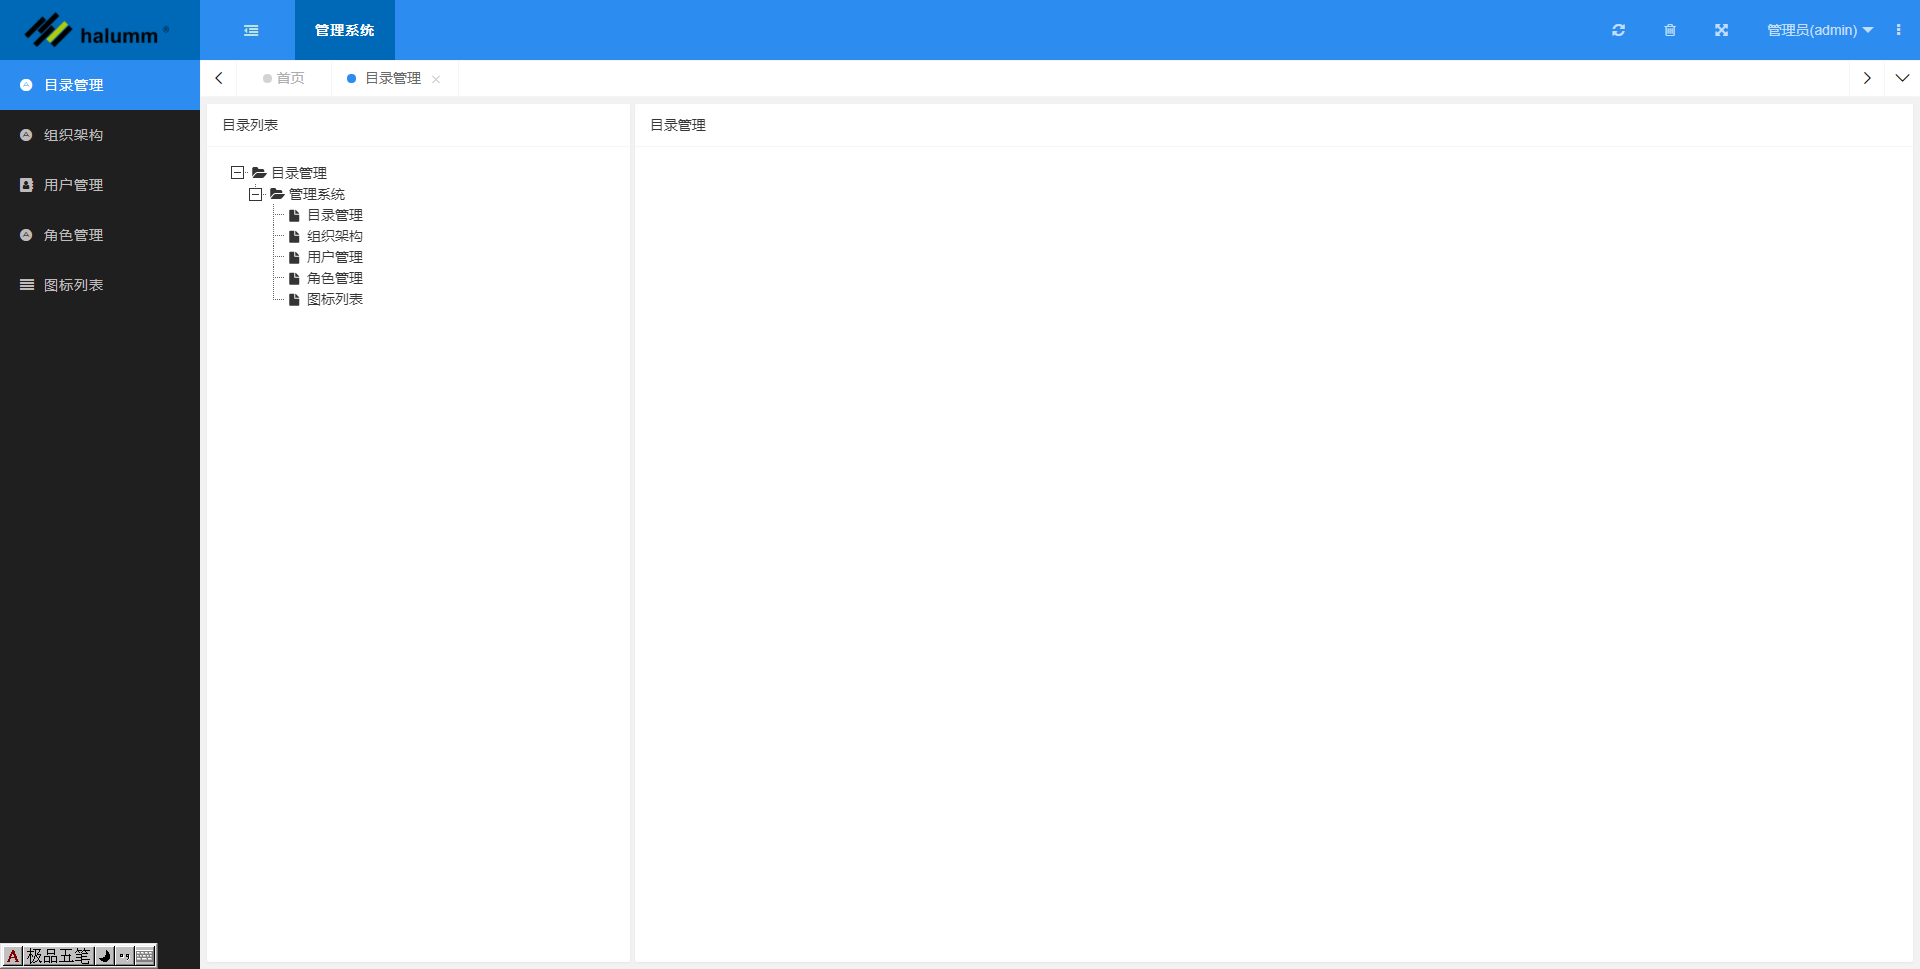 halumm®
管理系统
管理员(admin)
目录管理
组织架构
用户管理
角色管理
图标列表
首页
目录管理
目录列表
目录管理
管理系统
目录管理
组织架构
用户管理
角色管理
图标列表
目录管理
A 极品五笔